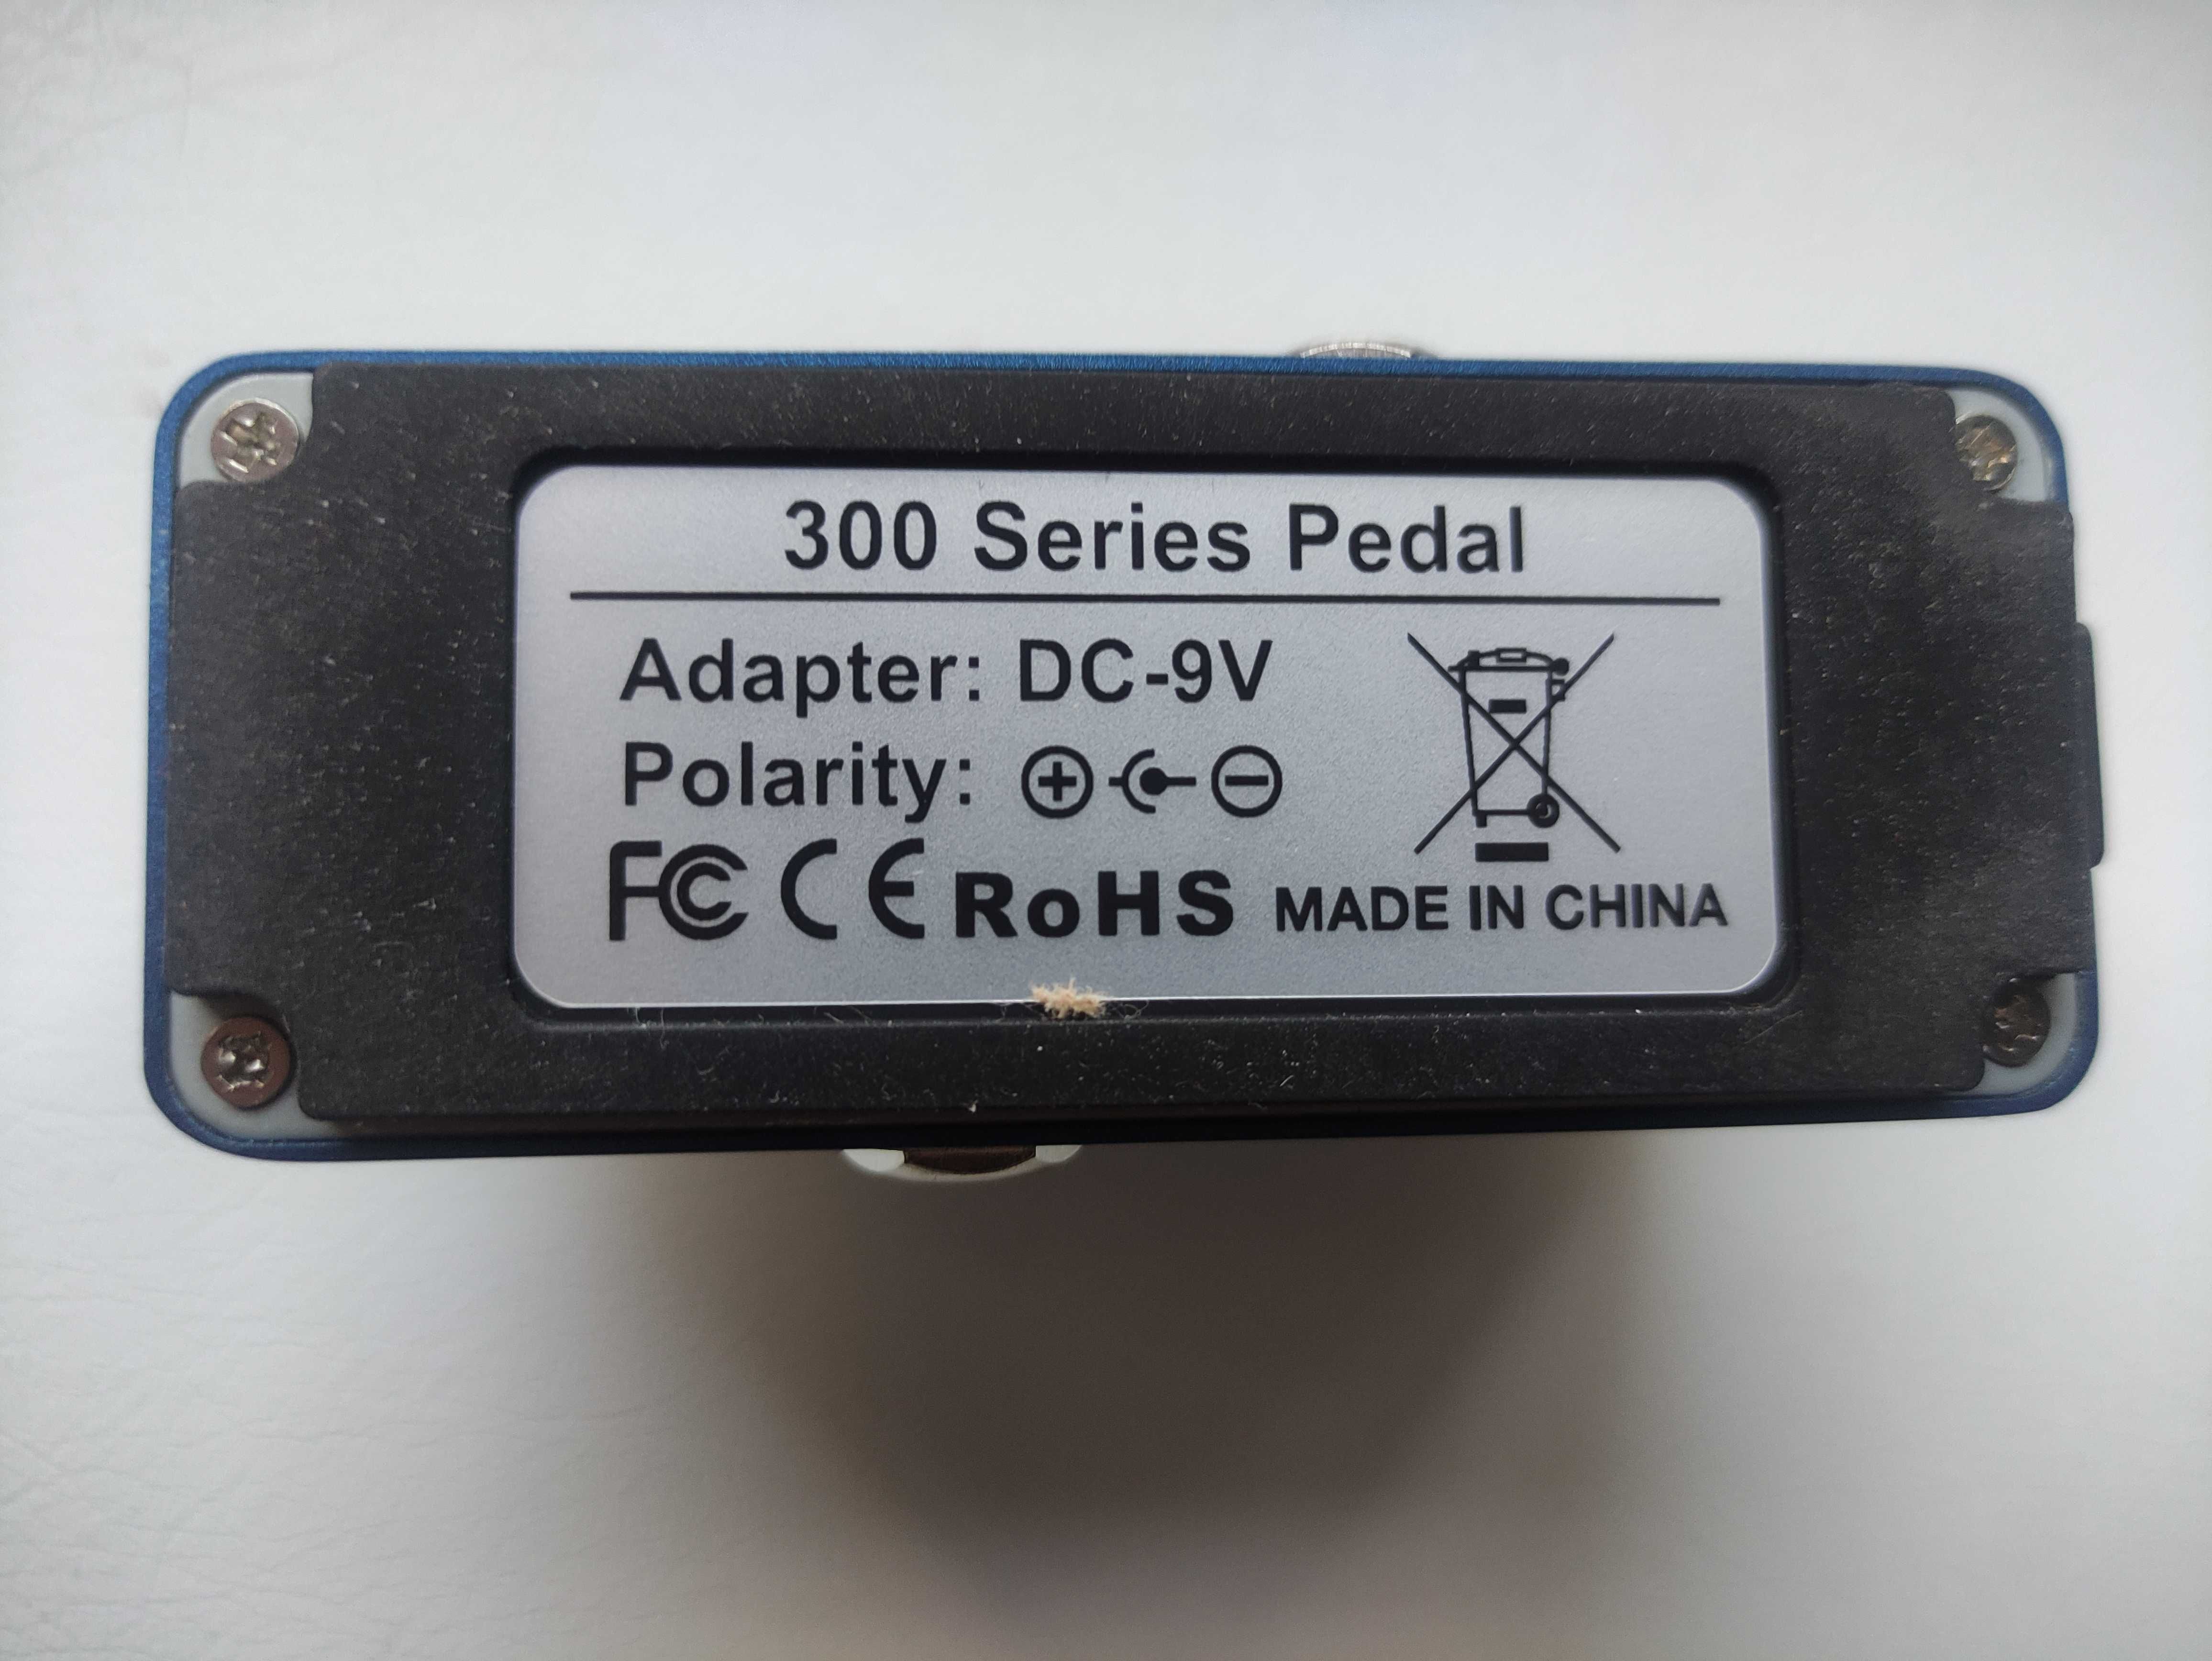 300 Series Pedal
Adapter: DC-9V
Polarity:
FC CE RoHS MADE IN CHINA